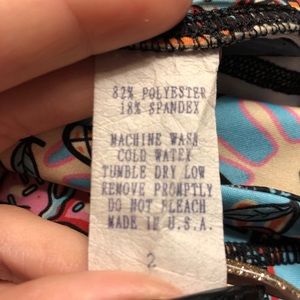 82% POLYESTER
18% SPANDEX
MACHINE WASH
COLD WATER
TUMBLE DRY LOW
REMOVE PROMPTLY
DO NOT BLEACH
MADE IN U.S.A.
2